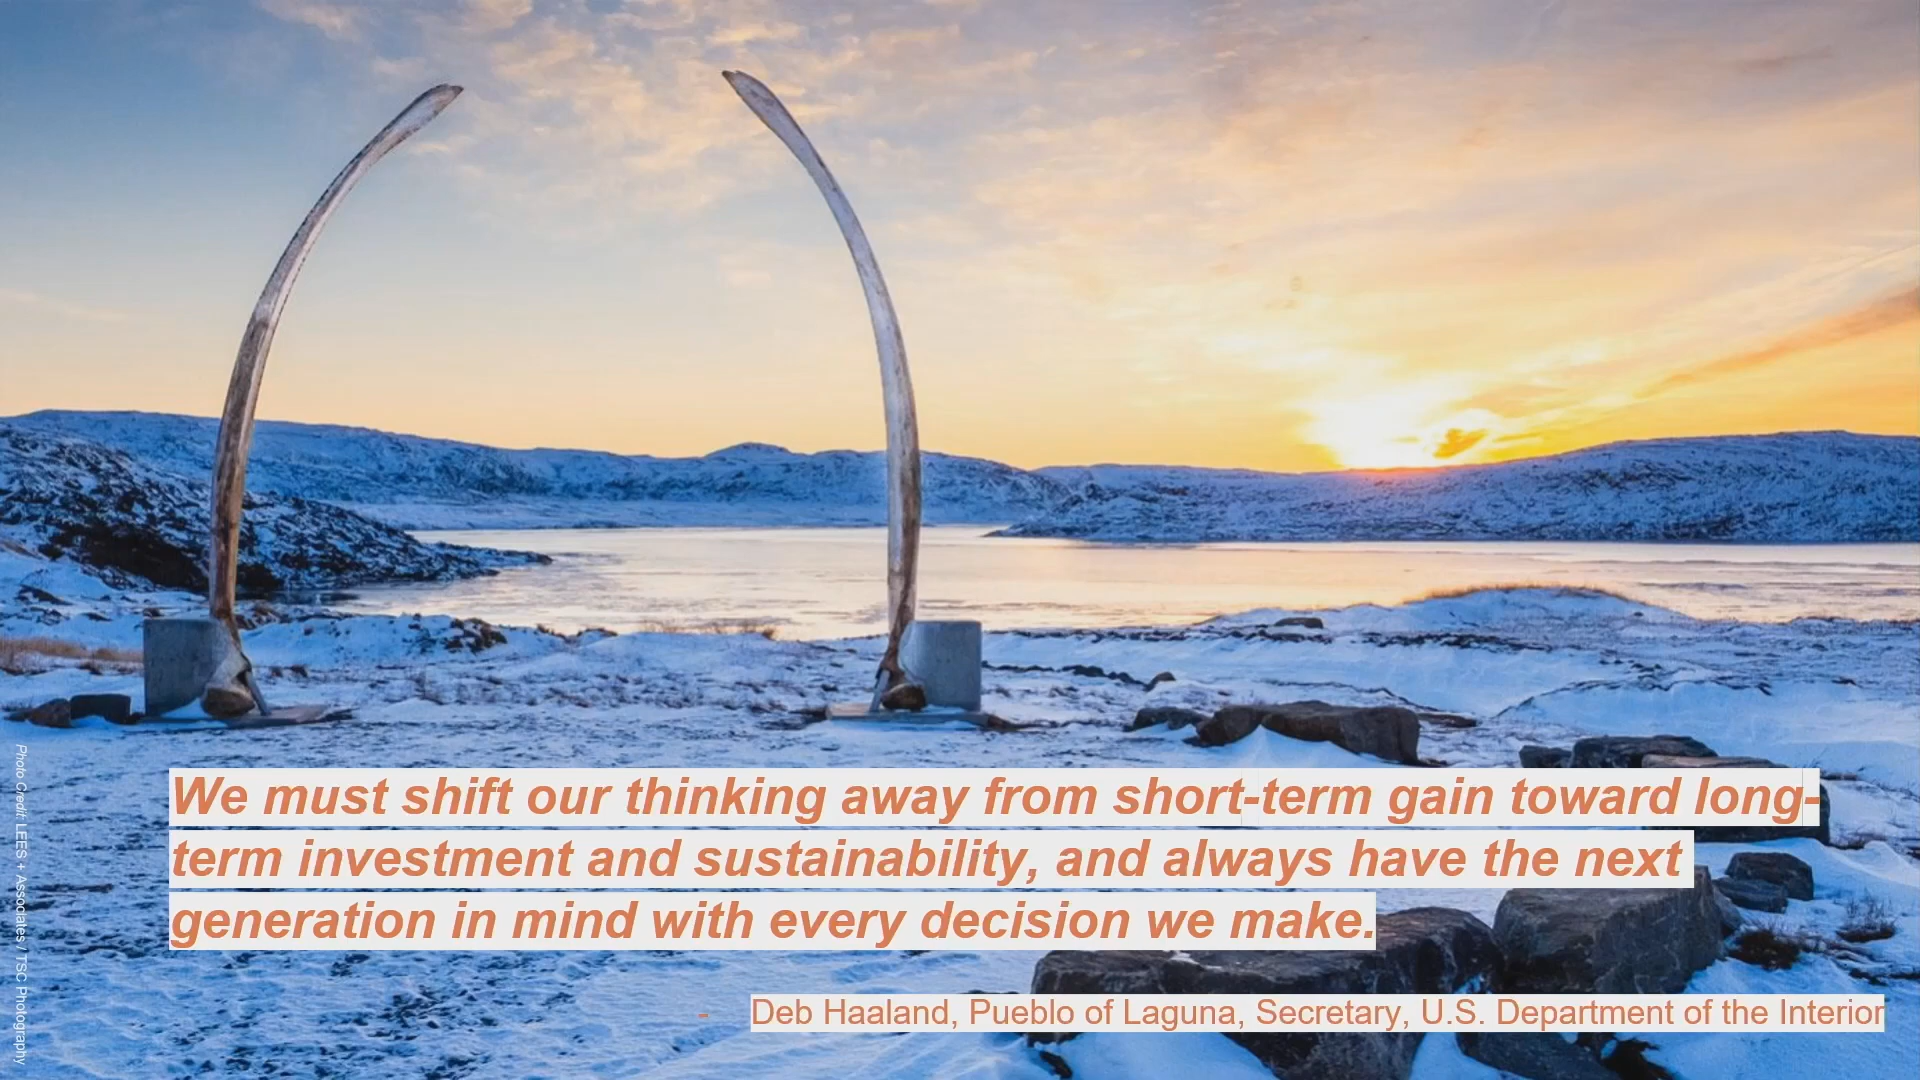 We must shift our thinking away from short-term gain toward long-
term investment and sustainability, and always have the next
generation in mind with every decision we make.
- Deb Haaland, Pueblo of Laguna, Secretary, U.S. Department of the Interior
Photo Credit: LEES + Associates / TSC Photography